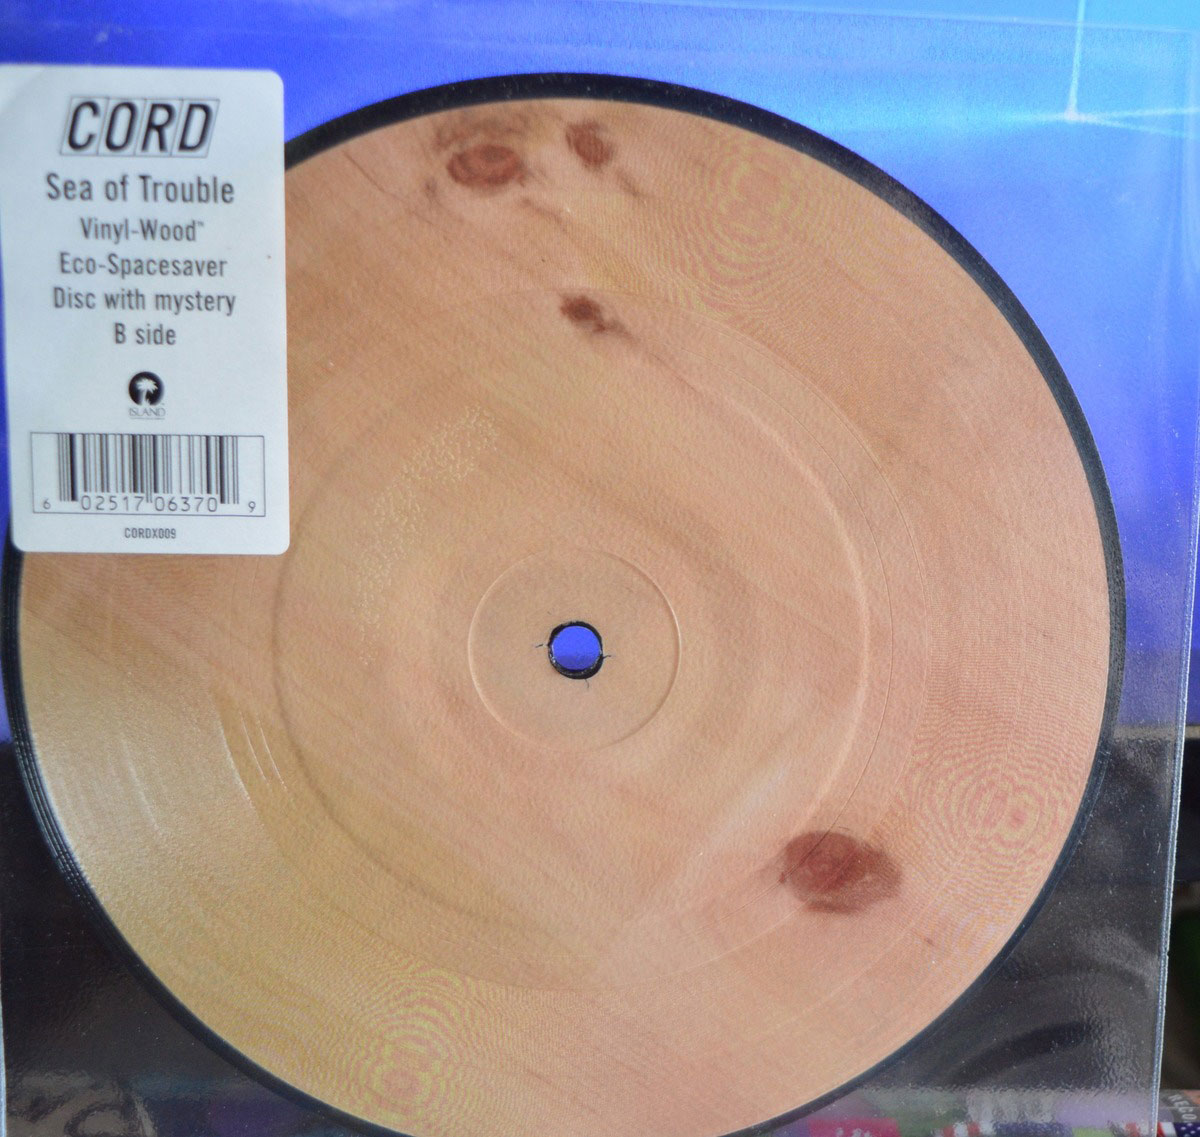 CORD
Sea of Trouble
Vinyl-Wood™
Eco-Spacesaver
Disc with mystery
B side
ISLAND
6 02517 06370 9
CORDX009